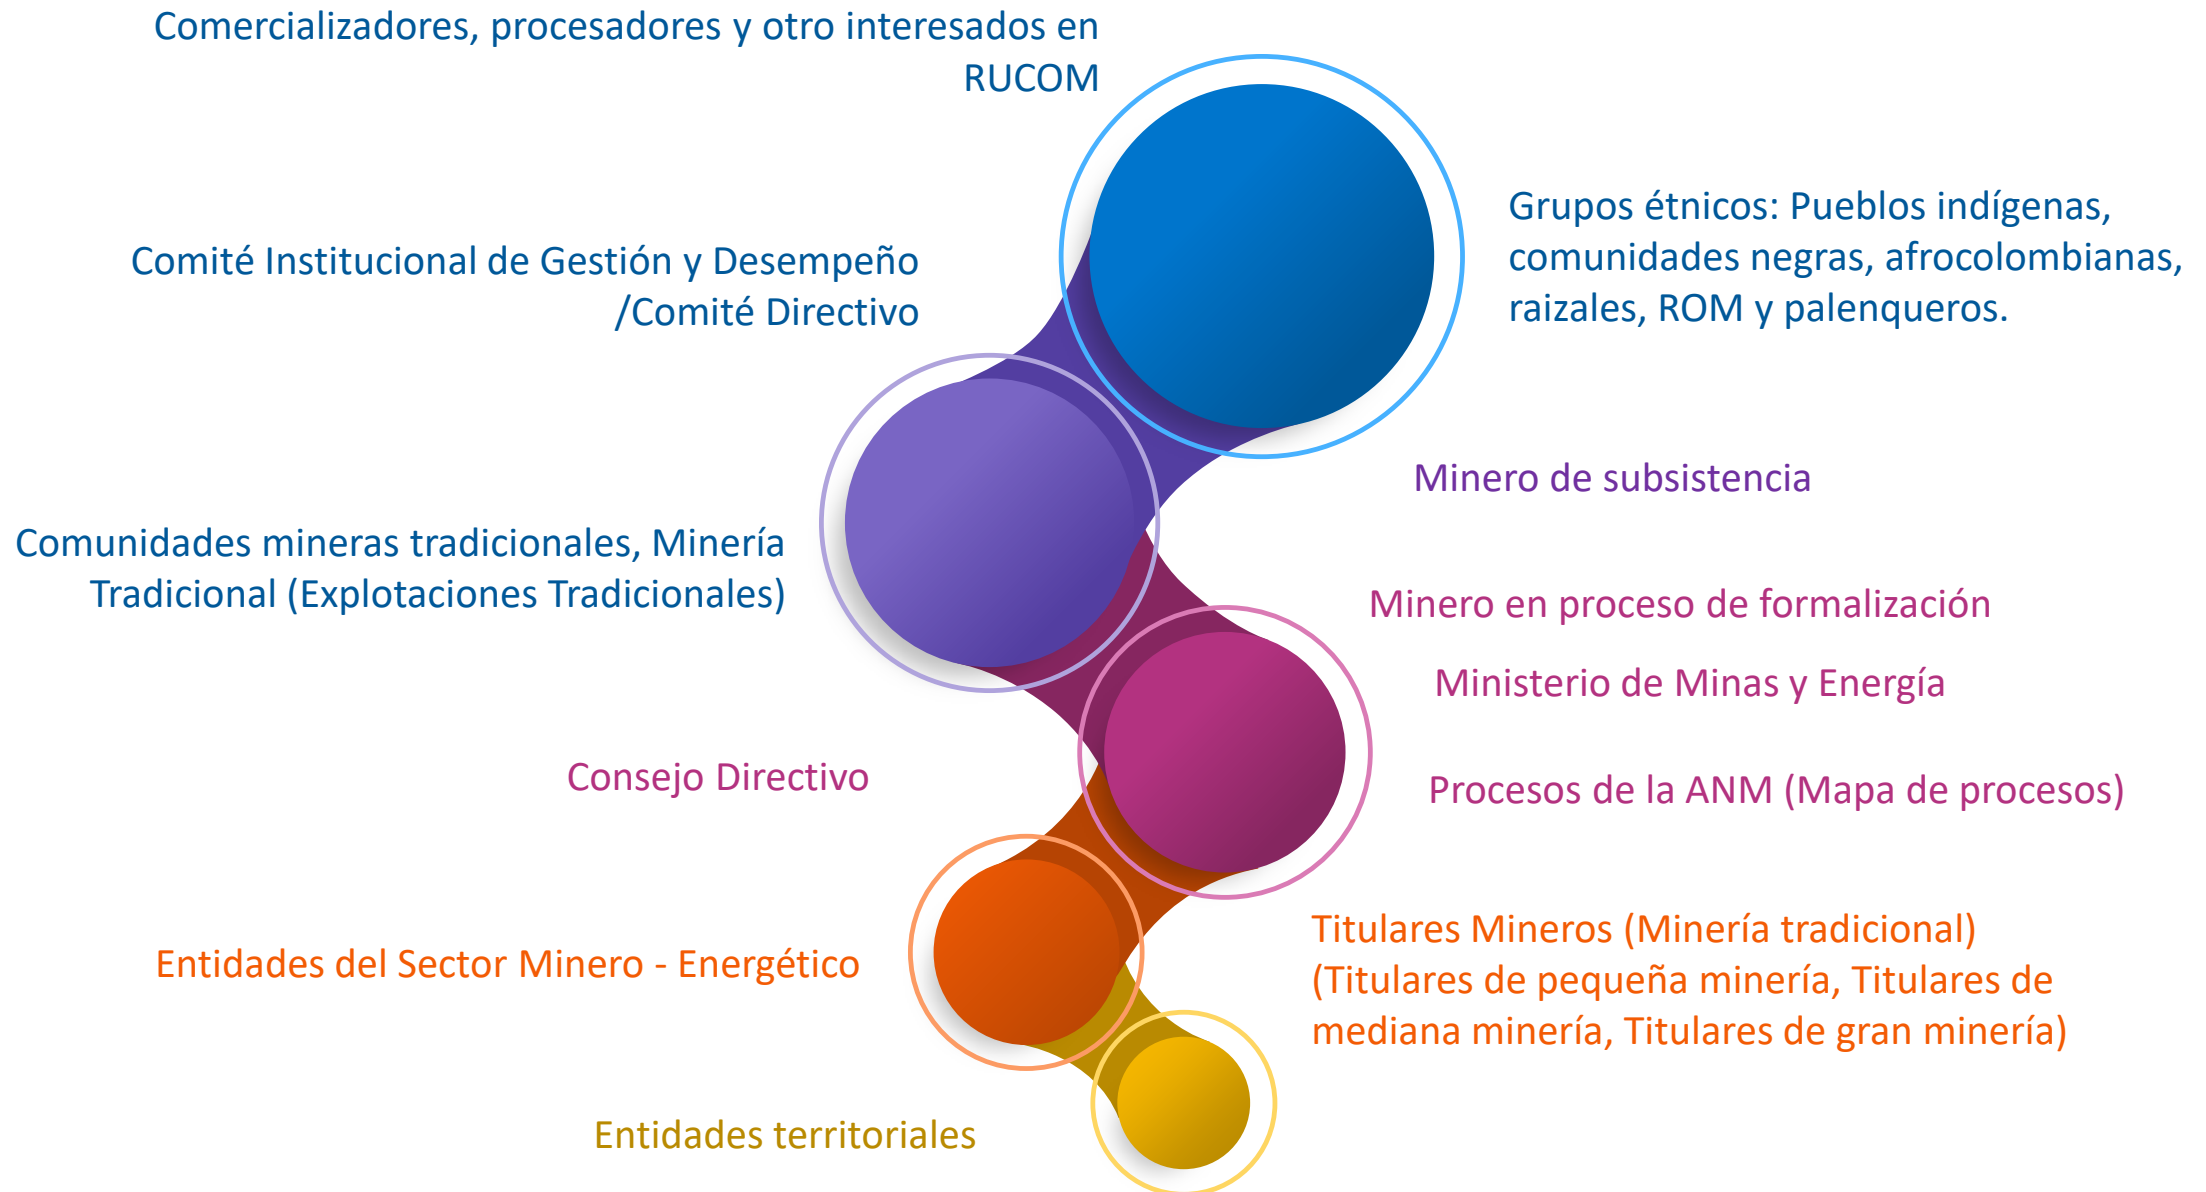 Comercializadores, procesadores y otro interesados en
RUCOM
Comité Institucional de Gestión y Desempeño
/Comité Directivo
Comunidades mineras tradicionales, Minería
Tradicional (Explotaciones Tradicionales)
Consejo Directivo
Entidades del Sector Minero - Energético
Entidades territoriales
Grupos étnicos: Pueblos indígenas,
comunidades negras, afrocolombianas,
raizales, ROM y palenqueros.
Minero de subsistencia
Minero en proceso de formalización
Ministerio de Minas y Energía
Procesos de la ANM (Mapa de procesos)
Titulares Mineros (Minería tradicional)
(Titulares de pequeña minería, Titulares de
mediana minería, Titulares de gran minería)